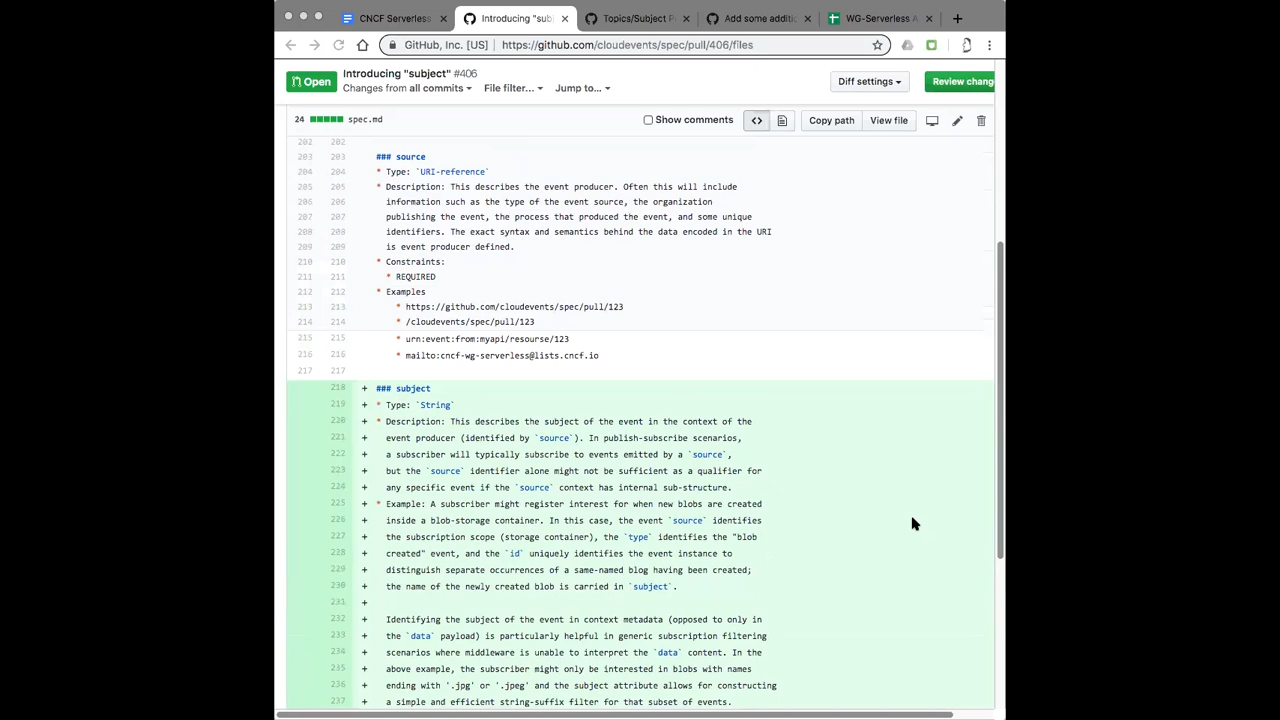 CNCF Serverless
Introducing "sub
Topics/Subject P
Add some additio
WG-Serverless A
GitHub, Inc. [US]
https://github.com/cloudevents/spec/pull/406/files
Open
Introducing "subject" #406
Changes from all commits
File filter...
Jump to...
Diff settings
Review chang
24 spec.md
Show comments
Copy path
View file
202 202
203 203 ### source
204 204 * Type: `URI-reference`
205 205 * Description: This describes the event producer. Often this will include
206 206 information such as the type of the event source, the organization
207 207 publishing the event, the process that produced the event, and some unique
208 208 identifiers. The exact syntax and semantics behind the data encoded in the URI
209 209 is event producer defined.
210 210 * Constraints:
211 211 * REQUIRED
212 212 * Examples
213 213 * https://github.com/cloudevents/spec/pull/123
214 214 * /cloudevents/spec/pull/123
215 215 * urn:event:from:myapi/resourse/123
216 216 * mailto:cncf-wg-serverless@lists.cncf.io
217 217
218 + ### subject
219 + * Type: `String`
220 + * Description: This describes the subject of the event in the context of the
221 + event producer (identified by `source`). In publish-subscribe scenarios,
222 + a subscriber will typically subscribe to events emitted by a `source`,
223 + but the `source` identifier alone might not be sufficient as a qualifier for
224 + any specific event if the `source` context has internal sub-structure.
225 + * Example: A subscriber might register interest for when new blobs are created
226 + inside a blob-storage container. In this case, the event `source` identifies
227 + the subscription scope (storage container), the `type` identifies the "blob
228 + created" event, and the `id` uniquely identifies the event instance to
229 + distinguish separate occurrences of a same-named blog having been created;
230 + the name of the newly created blob is carried in `subject`.
231 +
232 + Identifying the subject of the event in context metadata (opposed to only in
233 + the `data` payload) is particularly helpful in generic subscription filtering
234 + scenarios where middleware is unable to interpret the `data` content. In the
235 + above example, the subscriber might only be interested in blobs with names
236 + ending with '.jpg' or '.jpeg' and the subject attribute allows for constructing
237 + a simple and efficient string-suffix filter for that subset of events.